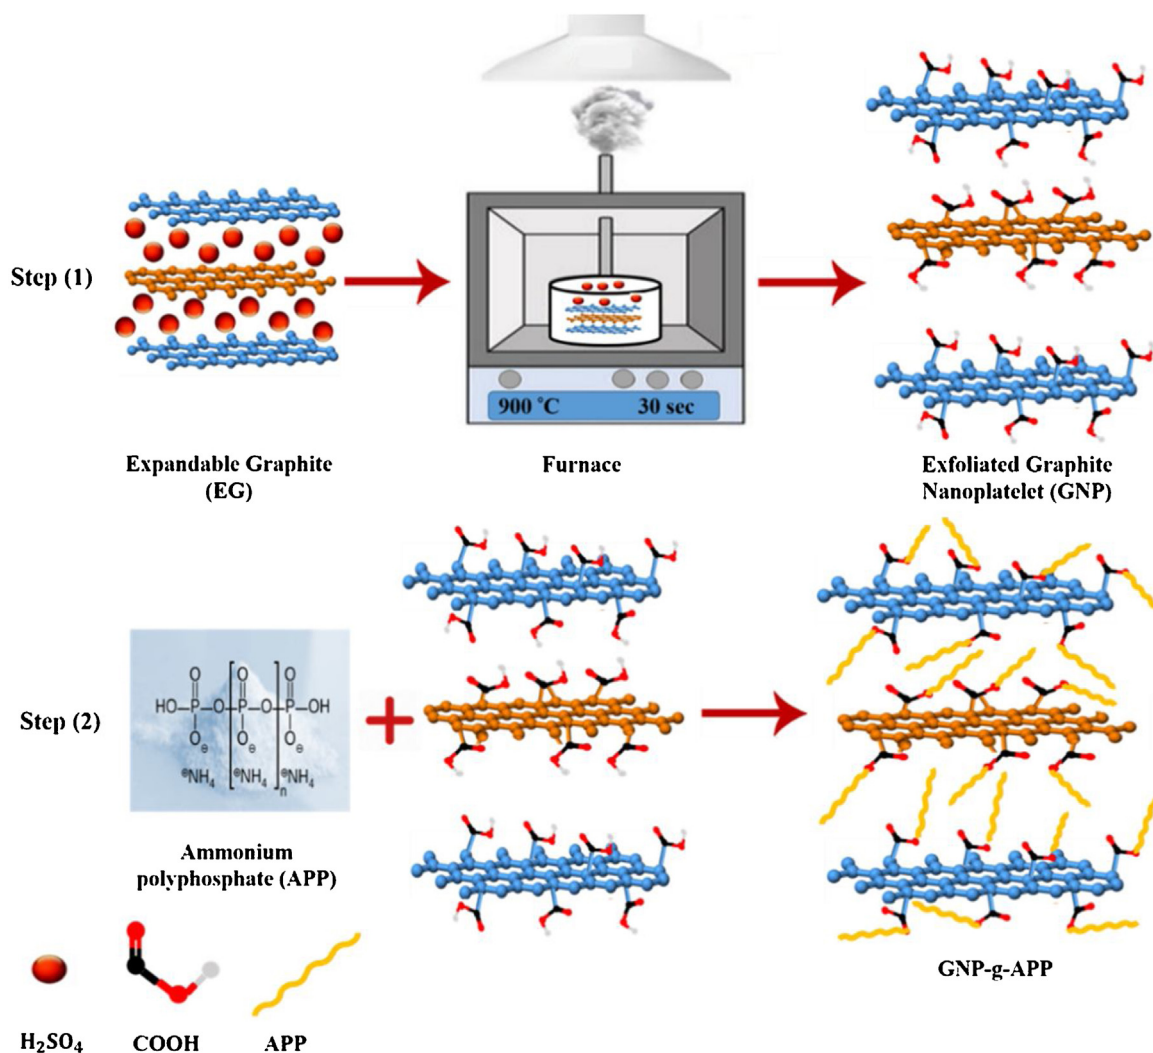 Step (1)
900 °C 30 sec
Expandable Graphite
(EG)
Furnace
Exfoliated Graphite
Nanoplatelet (GNP)
Step (2)
O O O
HO P O P O P OH
O⊖ O⊖ O⊖
⊕NH₄ ⊕NH₄ ⊕NH₄
n
Ammonium
polyphosphate (APP)
GNP-g-APP
H₂SO₄ COOH APP